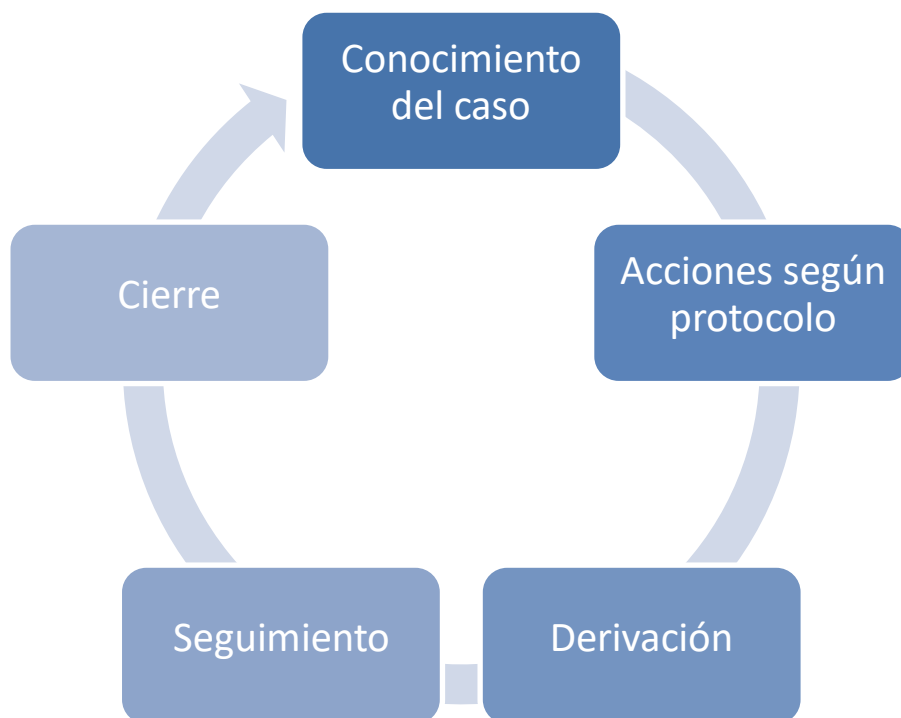 Conocimiento
del caso
Acciones según
protocolo
Derivación
Seguimiento
Cierre